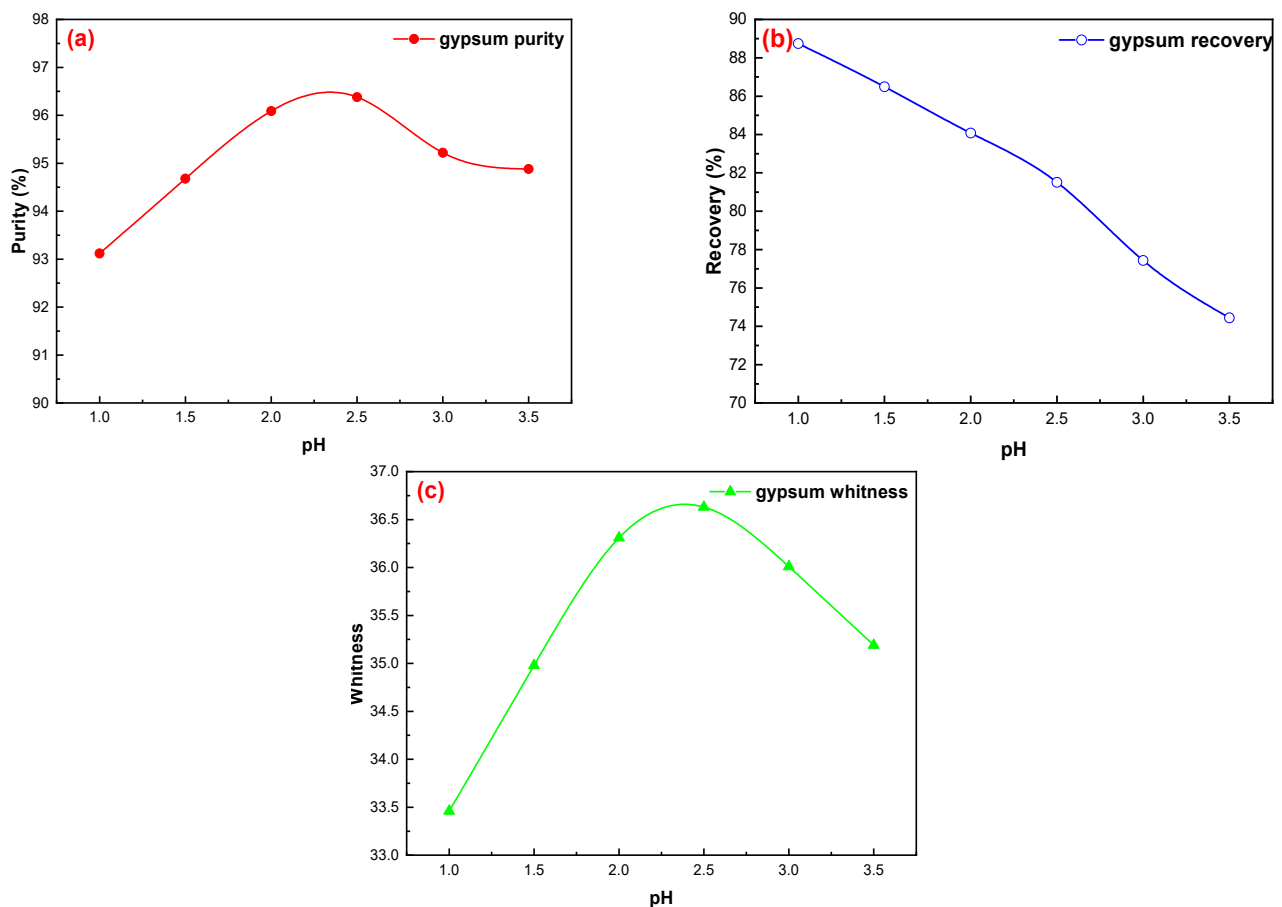 (a)
gypsum purity
98
97
96
95
94
93
92
91
90
Purity (%)
1.0 1.5 2.0 2.5 3.0 3.5
pH
(b)
gypsum recovery
90
88
86
84
82
80
78
76
74
72
70
Recovery (%)
1.0 1.5 2.0 2.5 3.0 3.5
pH
(c)
gypsum whitness
37.0
36.5
36.0
35.5
35.0
34.5
34.0
33.5
33.0
Whitness
1.0 1.5 2.0 2.5 3.0 3.5
pH